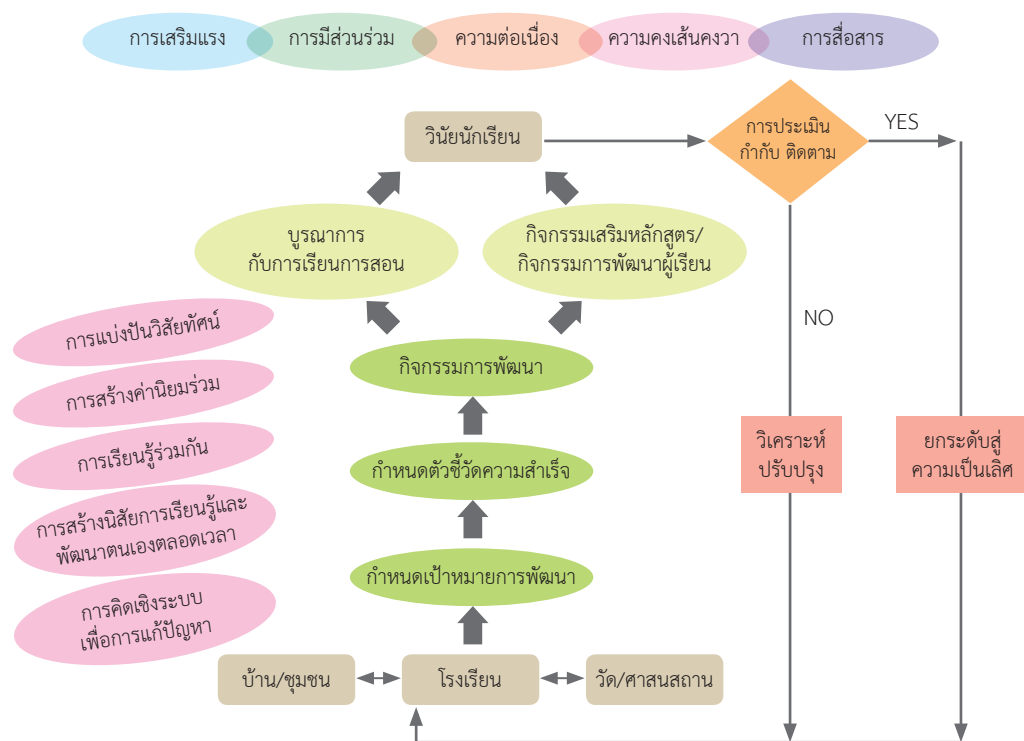 การเสริมแรง
การมีส่วนร่วม
ความต่อเนื่อง
ความคงเส้นคงวา
การสื่อสาร
วินัยนักเรียน
การประเมิน
กำกับ ติดตาม
YES
บูรณาการ
กับการเรียนการสอน
กิจกรรมเสริมหลักสูตร/
กิจกรรมการพัฒนาผู้เรียน
NO
การแบ่งปันวิสัยทัศน์
การสร้างค่านิยมร่วม
การเรียนรู้ร่วมกัน
การสร้างนิสัยการเรียนรู้และ
พัฒนาตนเองตลอดเวลา
การคิดเชิงระบบ
เพื่อการแก้ปัญหา
กิจกรรมการพัฒนา
กำหนดตัวชี้วัดความสำเร็จ
กำหนดเป้าหมายการพัฒนา
วิเคราะห์
ปรับปรุง
ยกระดับสู่
ความเป็นเลิศ
บ้าน/ชุมชน
โรงเรียน
วัด/ศาสนสถาน